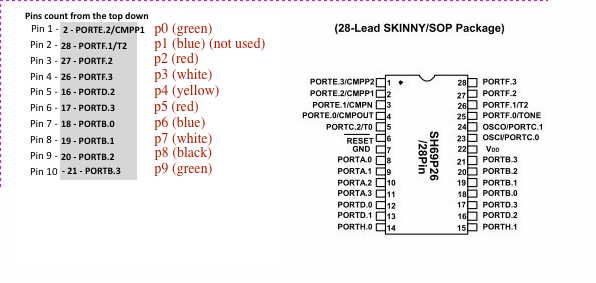 Pins count from the top down
Pin 1 - 2 - PORTE.2/CMPP1 p0 (green)
Pin 2 - 28 - PORTF.1/T2 p1 (blue) (not used)
Pin 3 - 27 - PORTF.2 p2 (red)
Pin 4 - 26 - PORTF.3 p3 (white)
Pin 5 - 16 - PORTD.2 p4 (yellow)
Pin 6 - 17 - PORTD.3 p5 (red)
Pin 7 - 18 - PORTB.0 p6 (blue)
Pin 8 - 19 - PORTB.1 p7 (white)
Pin 9 - 20 - PORTB.2 p8 (black)
Pin 10 - 21 - PORTB.3 p9 (green)
(28-Lead SKINNY/SOP Package)
PORTE.3/CMPP2 1 28 PORTF.3
PORTE.2/CMPP1 2 27 PORTF.2
PORTE.1/CMPN 3 26 PORTF.1/T2
PORTE.0/CMPOUT 4 25 PORTF.0/TONE
PORTC.2/T0 5 24 OSCO/PORTC.1
RESET 6 23 OSCI/PORTC.0
GND 7 22 VDD
PORTA.0 8 21 PORTB.3
PORTA.1 9 20 PORTB.2
PORTA.2 10 19 PORTB.1
PORTA.3 11 18 PORTB.0
PORTD.0 12 17 PORTD.3
PORTD.1 13 16 PORTD.2
PORTH.0 14 15 PORTH.1
SH69P26
/28Pin